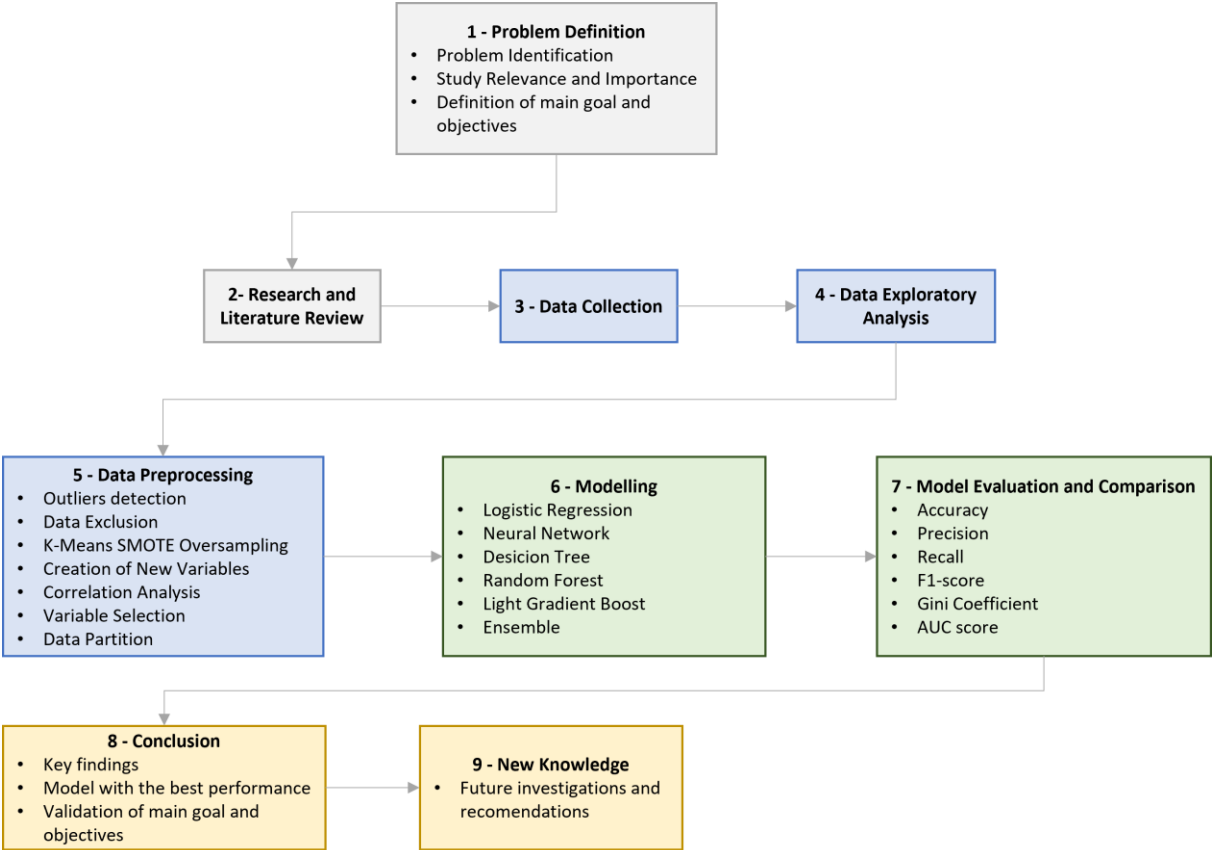 1 - Problem Definition
• Problem Identification
• Study Relevance and Importance
• Definition of main goal and
objectives
2- Research and
Literature Review
3 - Data Collection
4 - Data Exploratory
Analysis
5 - Data Preprocessing
• Outliers detection
• Data Exclusion
• K-Means SMOTE Oversampling
• Creation of New Variables
• Correlation Analysis
• Variable Selection
• Data Partition
6 - Modelling
• Logistic Regression
• Neural Network
• Desicion Tree
• Random Forest
• Light Gradient Boost
• Ensemble
7 - Model Evaluation and Comparison
• Accuracy
• Precision
• Recall
• F1-score
• Gini Coefficient
• AUC score
8 - Conclusion
• Key findings
• Model with the best performance
• Validation of main goal and
objectives
9 - New Knowledge
• Future investigations and
recomendations